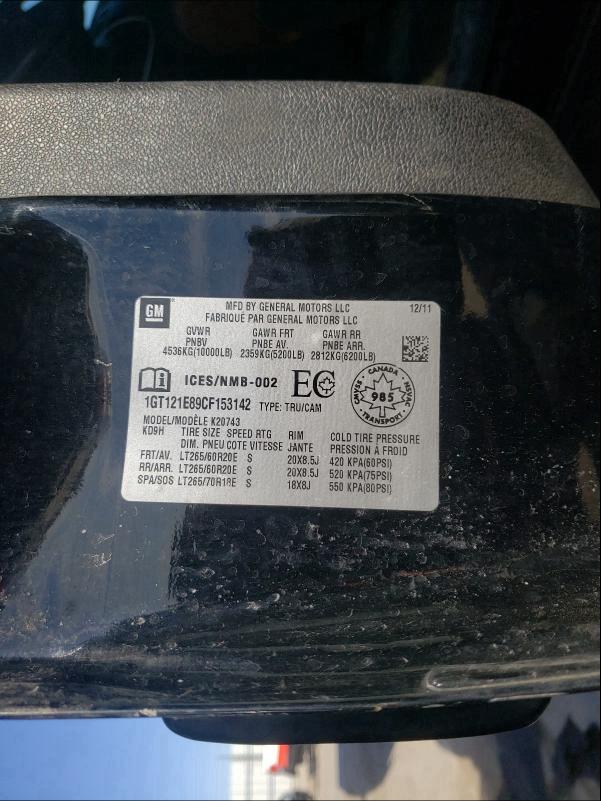 GM
MFD BY GENERAL MOTORS LLC 12/11
FABRIQUE PAR GENERAL MOTORS LLC
GVWR GAWR FRT GAWR RR
PNBV PNBE AV. PNBE ARR.
4536KG(10000LB) 2359KG(5200LB) 2812KG(6200LB)
ICES/NMB-002 EC
CANADA
CMVSS 985 NSVAC
TRANSPORT
1GT121E89CF153142 TYPE: TRU/CAM
MODEL/MODÈLE K20743
KD9H TIRE SIZE SPEED RTG RIM COLD TIRE PRESSURE
DIM. PNEU COTE VITESSE JANTE PRESSION À FROID
FRT/AV. LT265/60R20E S 20X8.5J 420 KPA(60PSI)
RR/ARR. LT265/60R20E S 20X8.5J 520 KPA(75PSI)
SPA/SOS LT265/70R18E S 18X8J 550 KPA(80PSI)